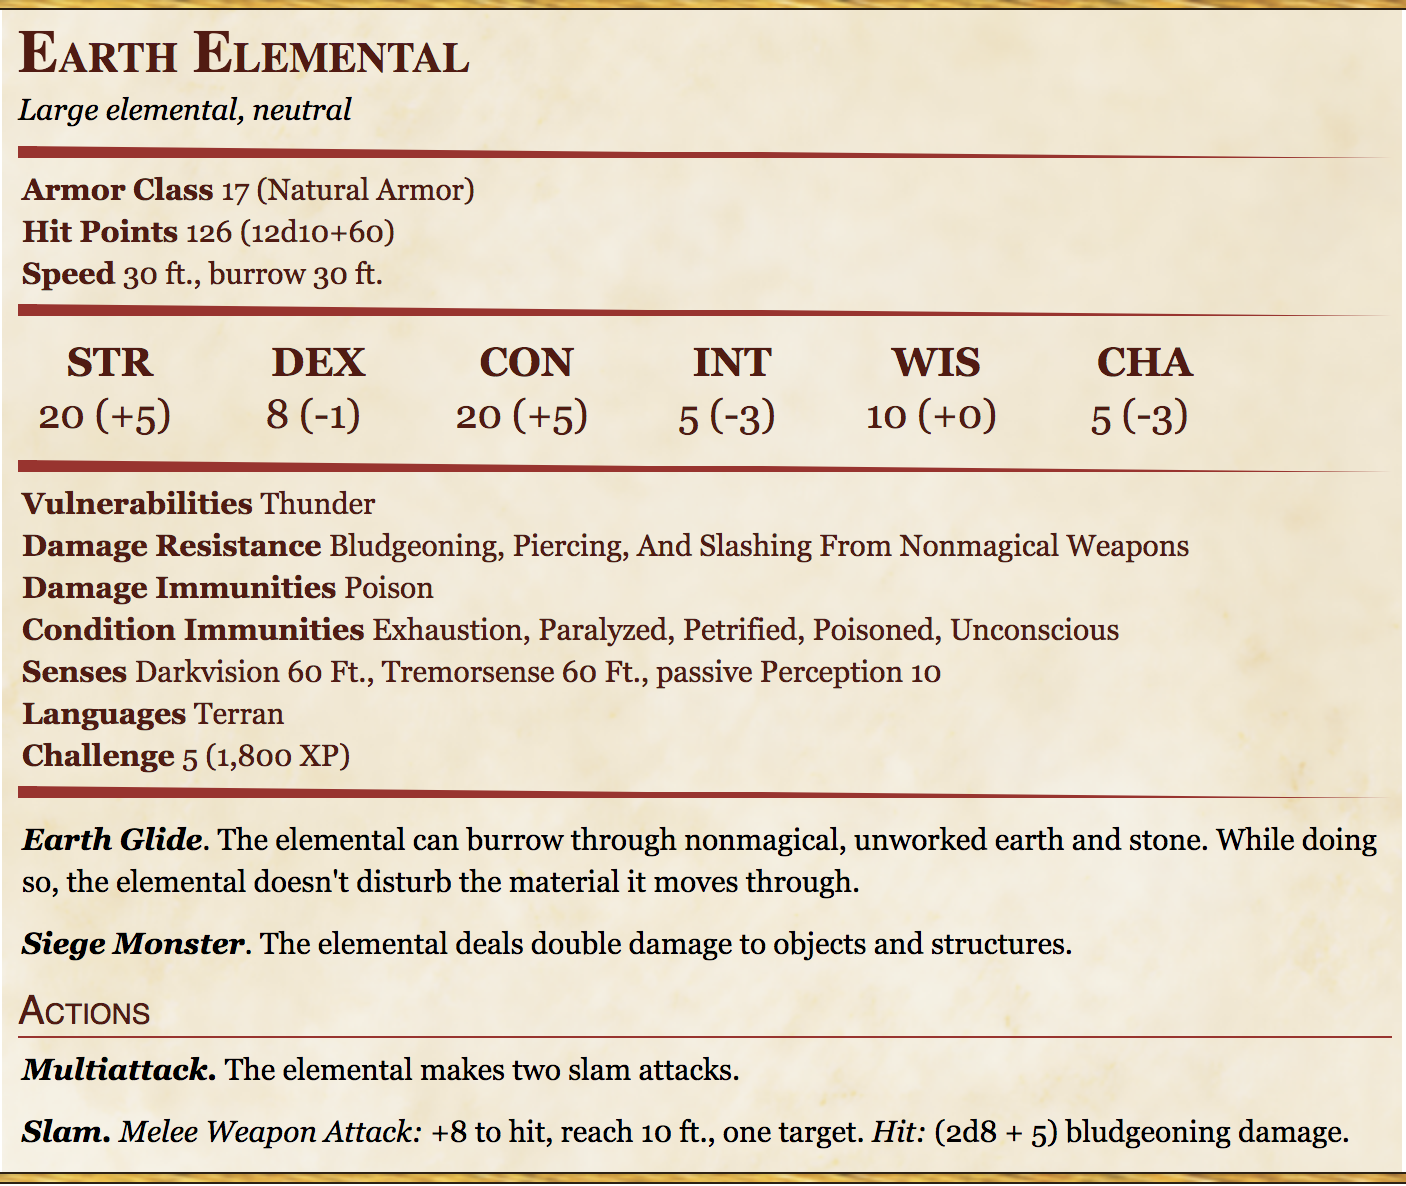 Earth Elemental
Large elemental, neutral
Armor Class 17 (Natural Armor)
Hit Points 126 (12d10+60)
Speed 30 ft., burrow 30 ft.
STR DEX CON INT WIS CHA
20 (+5) 8 (-1) 20 (+5) 5 (-3) 10 (+0) 5 (-3)
Vulnerabilities Thunder
Damage Resistance Bludgeoning, Piercing, And Slashing From Nonmagical Weapons
Damage Immunities Poison
Condition Immunities Exhaustion, Paralyzed, Petrified, Poisoned, Unconscious
Senses Darkvision 60 Ft., Tremorsense 60 Ft., passive Perception 10
Languages Terran
Challenge 5 (1,800 XP)
Earth Glide. The elemental can burrow through nonmagical, unworked earth and stone. While doing
so, the elemental doesn't disturb the material it moves through.
Siege Monster. The elemental deals double damage to objects and structures.
Actions
Multiattack. The elemental makes two slam attacks.
Slam. Melee Weapon Attack: +8 to hit, reach 10 ft., one target. Hit: (2d8 + 5) bludgeoning damage.